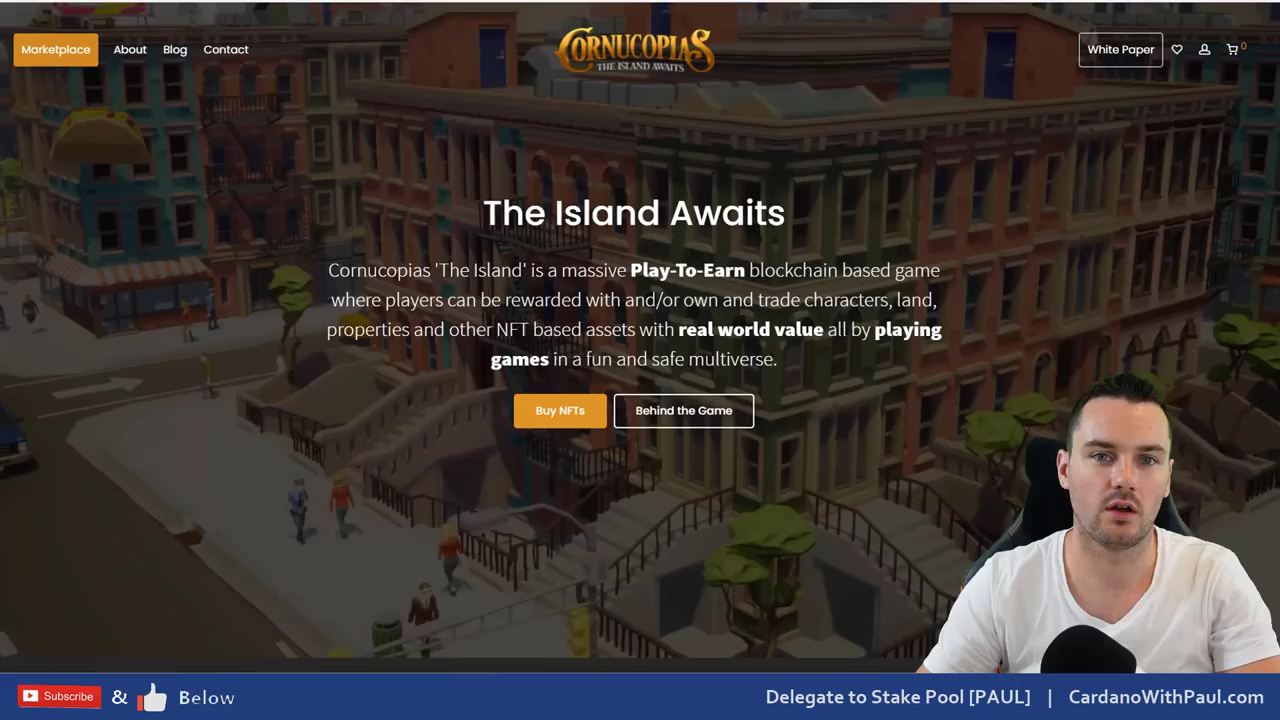 Marketplace About Blog Contact
CORNUCOPIAS
THE ISLAND AWAITS
White Paper 0
The Island Awaits
Cornucopias 'The Island' is a massive Play-To-Earn blockchain based game
where players can be rewarded with and/or own and trade characters, land,
properties and other NFT based assets with real world value all by playing
games in a fun and safe multiverse.
Buy NFTs Behind the Game
Subscribe & Below
Delegate to Stake Pool [PAUL] | CardanoWithPaul.com